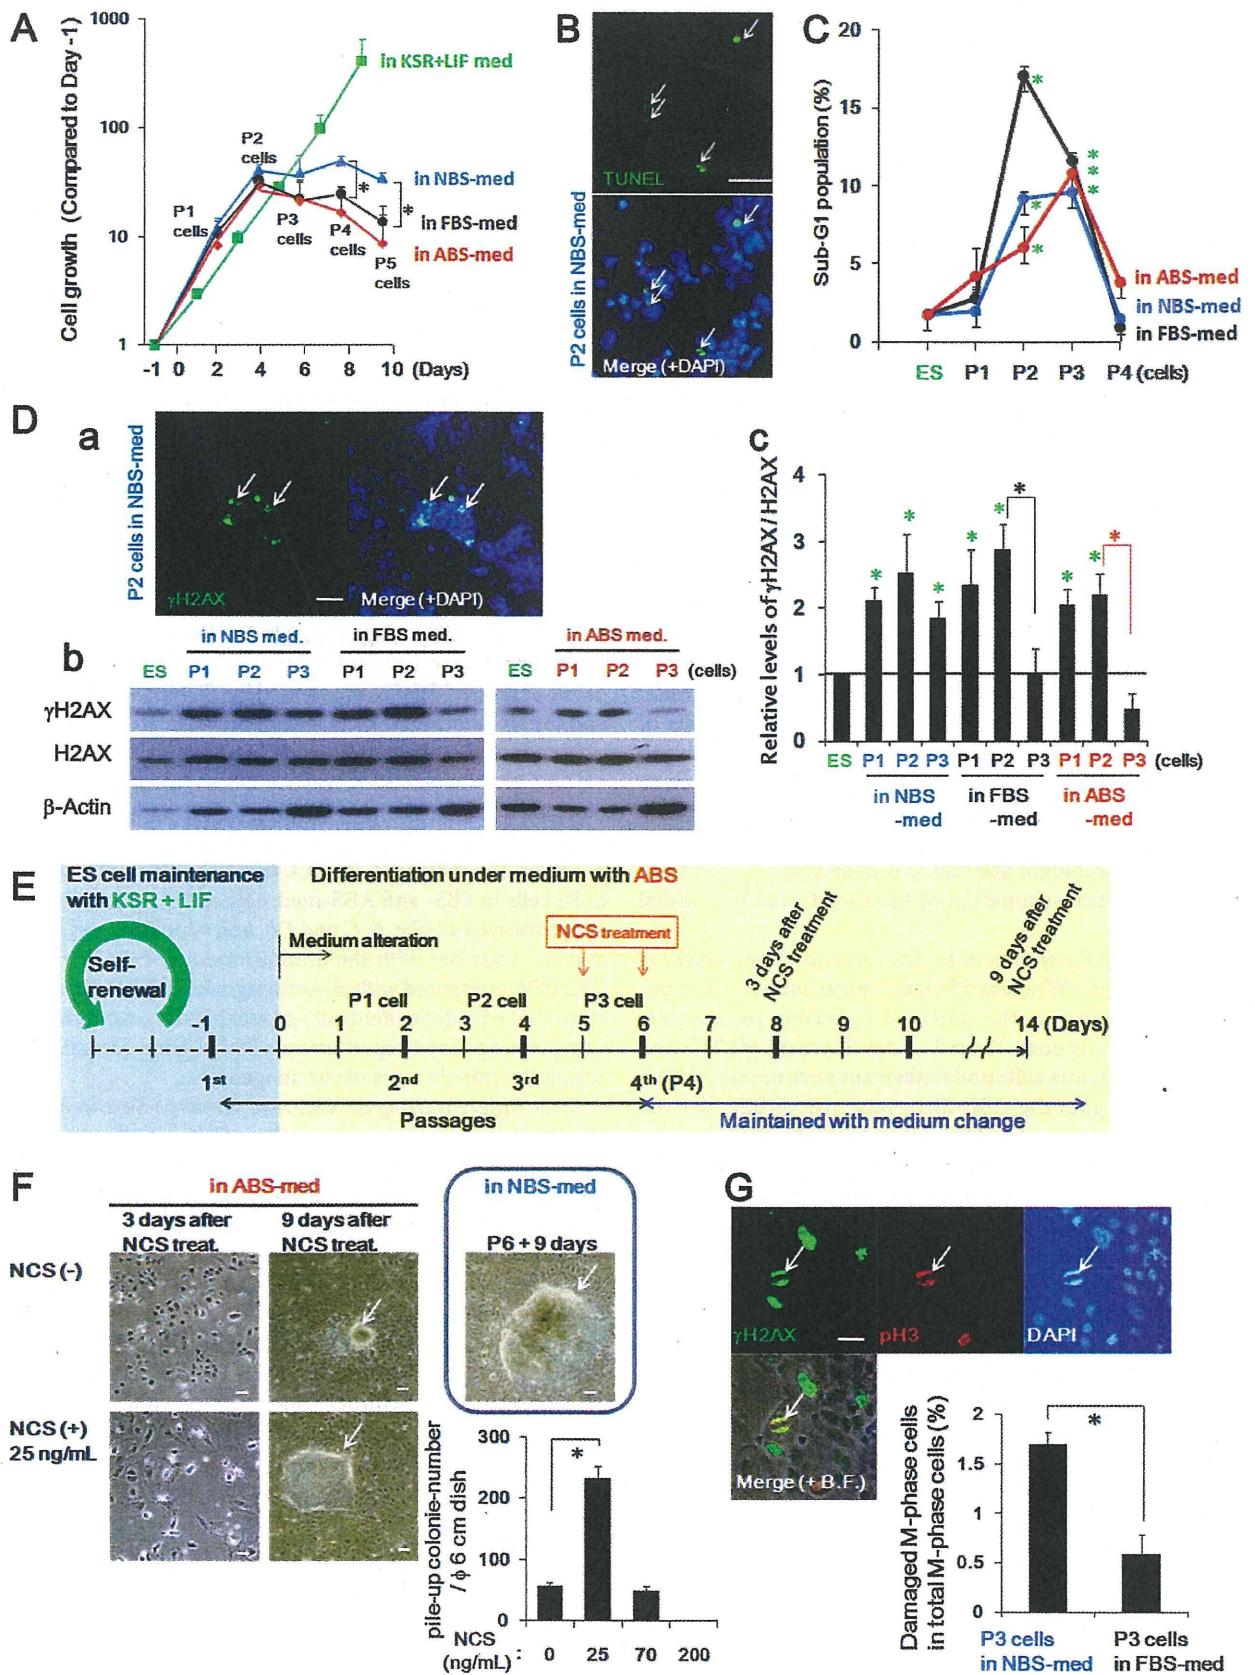 A
Cell growth (Compared to Day -1)
1000
100
10
1
-1 0 2 4 6 8 10 (Days)
in KSR+LIF med
P2
cells
P1
cells
P3
cells
P4
cells
P5
cells
in NBS-med
*
*
in FBS-med
in ABS-med
B
P2 cells in NBS-med
TUNEL
Merge (+DAPI)
C
Sub-G1 population (%)
20
15
10
5
0
*
*
*
*
*
*
in ABS-med
in NBS-med
in FBS-med
ES P1 P2 P3 P4 (cells)
D
a
P2 cells in NBS-med
γH2AX
Merge (+DAPI)
b
in NBS med. in FBS med. in ABS med.
ES P1 P2 P3 P1 P2 P3 ES P1 P2 P3 (cells)
γH2AX
H2AX
β-Actin
c
Relative levels of γH2AX / H2AX
4
3
2
1
0
* * * * * * * * *
ES P1 P2 P3 P1 P2 P3 P1 P2 P3 (cells)
in NBS -med
in FBS -med
in ABS -med
E
ES cell maintenance
with KSR + LIF
Self-
renewal
Differentiation under medium with ABS
Medium alteration
NCS treatment
3 days after
NCS treatment
9 days after
NCS treatment
P1 cell P2 cell P3 cell
-1 0 1 2 3 4 5 6 7 8 9 10 14 (Days)
1st 2nd 3rd 4th (P4)
Passages
Maintained with medium change
F
in ABS-med
in NBS-med
3 days after
NCS treat.
9 days after
NCS treat.
P6 + 9 days
NCS (-)
NCS (+)
25 ng/mL
pile-up colonie-number
/ ϕ 6 cm dish
300
200
100
0
*
NCS
(ng/mL) : 0 25 70 200
G
γH2AX
pH3
DAPI
Merge (+ B.F.)
Damaged M-phase cells
in total M-phase cells (%)
2
1.5
1
0.5
0
*
P3 cells
in NBS-med
P3 cells
in FBS-med